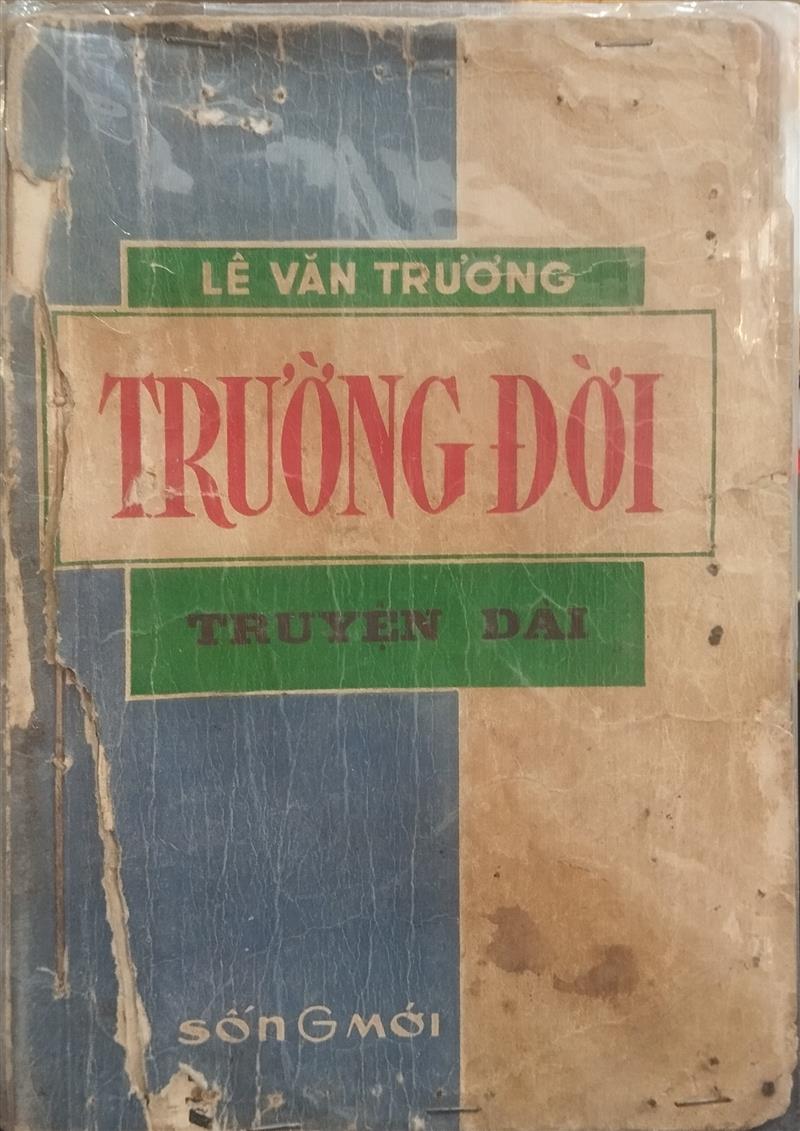 LÊ VĂN TRƯƠNG
TRƯỜNG ĐỜI
TRUYỆN DÀI
SỐNG MỚI